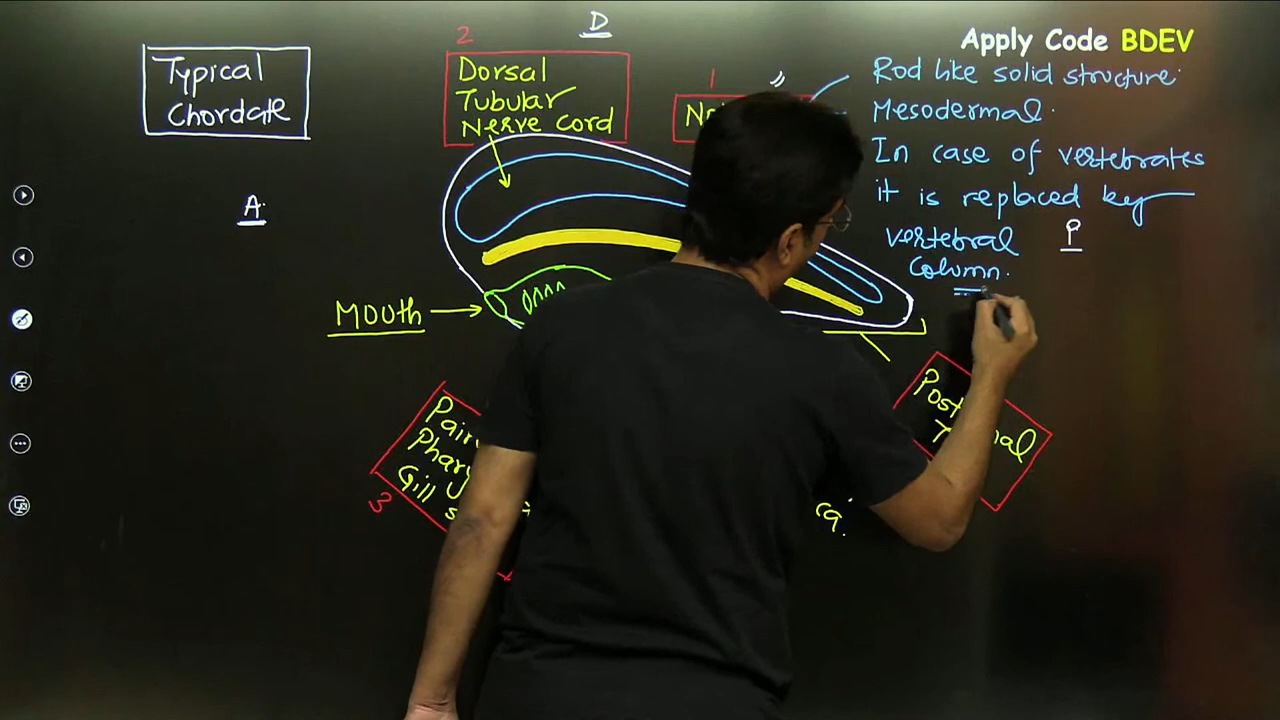 D
2
Apply Code BDEV
Typical
Chordate
Dorsal
Tubular
Nerve Cord
1
Rod like solid structure
Mesodermal.
In case of vertebrates
it is replaced by
vertebral
Column.
A
P
Mouth
Gill
3